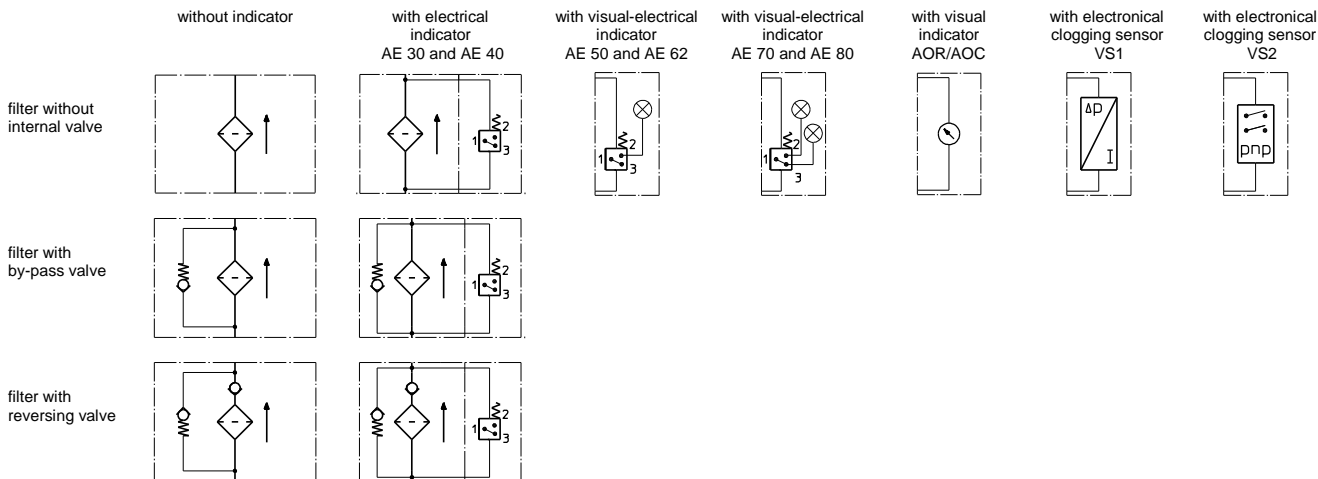 without indicator
with electrical
indicator
AE 30 and AE 40
with visual-electrical
indicator
AE 50 and AE 62
with visual-electrical
indicator
AE 70 and AE 80
with visual
indicator
AOR/AOC
with electronical
clogging sensor
VS1
with electronical
clogging sensor
VS2
filter without
internal valve
1 2 3
1 2 3
1 2 3
Δp
I
pnp
filter with
by-pass valve
1 2 3
filter with
reversing valve
1 2 3